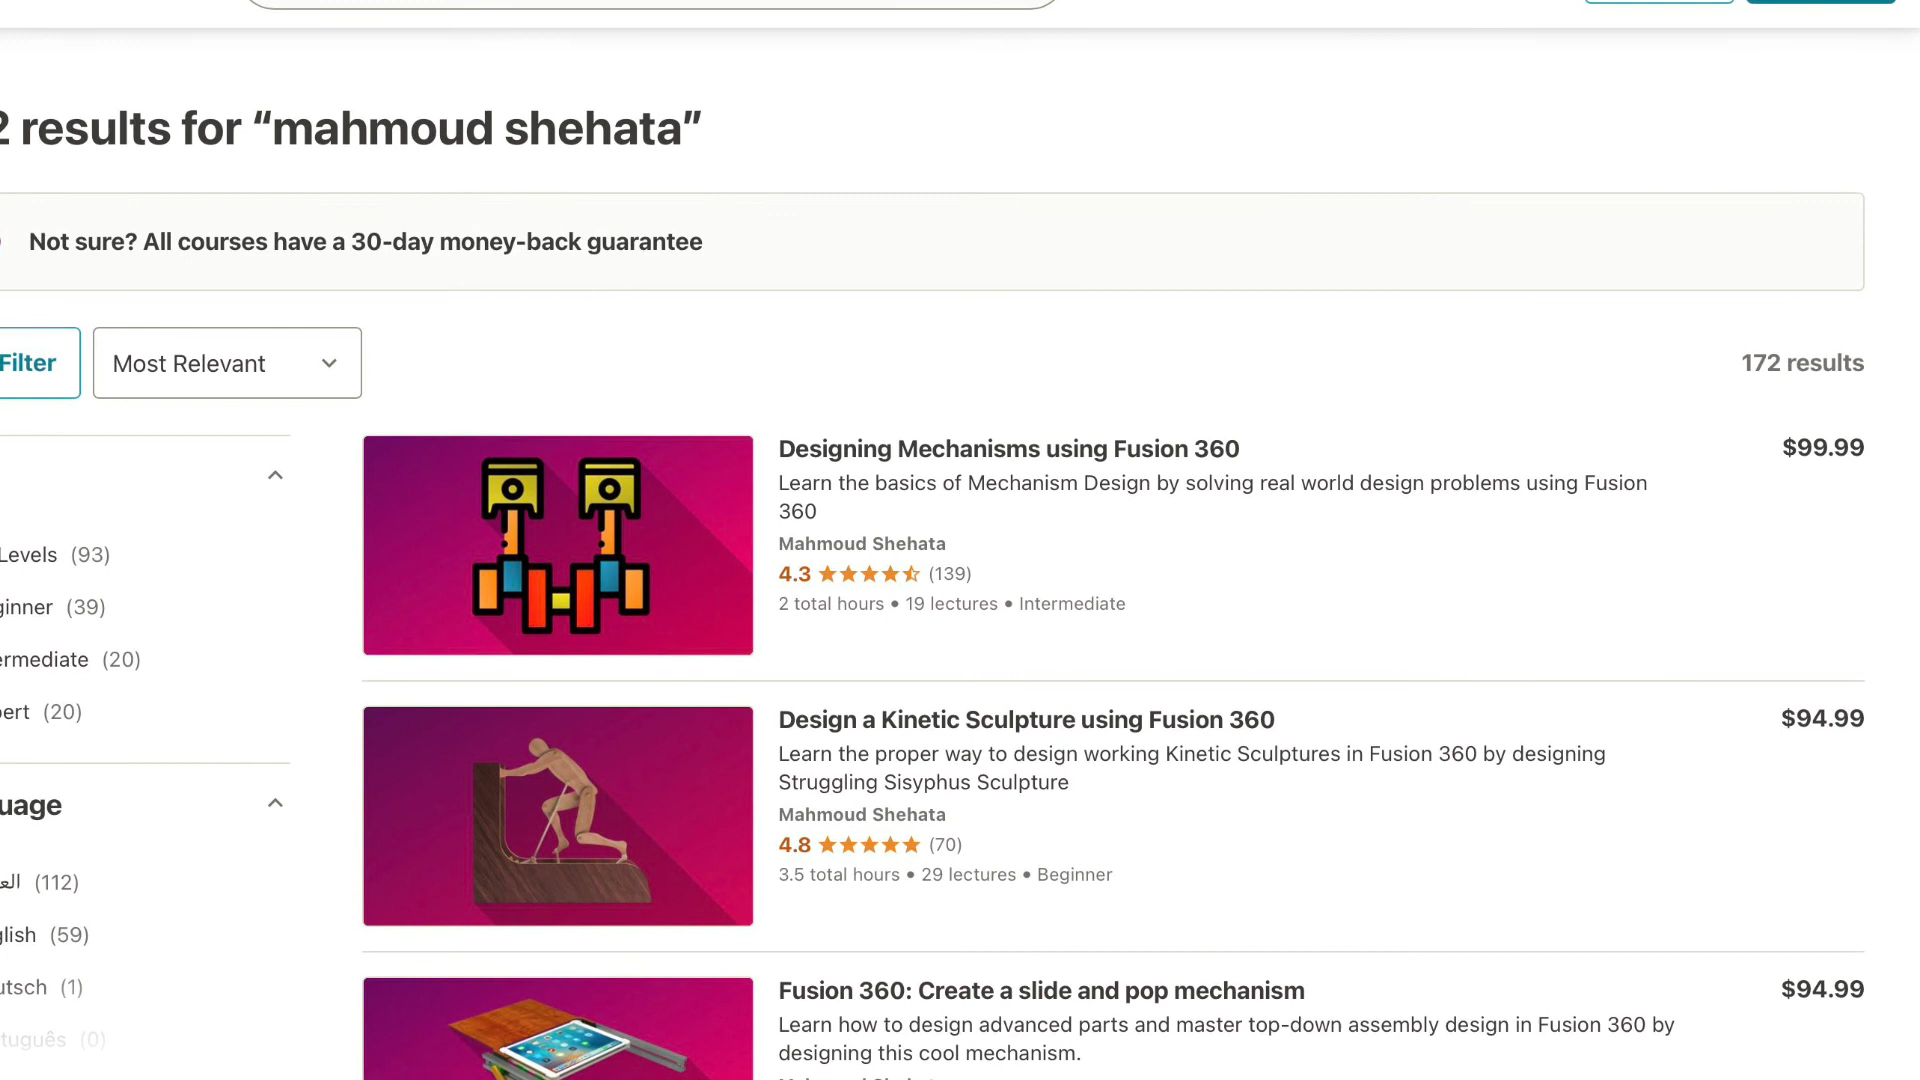 2 results for “mahmoud shehata”
Not sure? All courses have a 30-day money-back guarantee
Filter
Most Relevant
172 results
Levels (93)
ginner (39)
ermediate (20)
pert (20)
uage
الع (112)
glish (59)
utsch (1)
tuguês (0)
Designing Mechanisms using Fusion 360
$99.99
Learn the basics of Mechanism Design by solving real world design problems using Fusion
360
Mahmoud Shehata
4.3 (139)
2 total hours • 19 lectures • Intermediate
Design a Kinetic Sculpture using Fusion 360
$94.99
Learn the proper way to design working Kinetic Sculptures in Fusion 360 by designing
Struggling Sisyphus Sculpture
Mahmoud Shehata
4.8 (70)
3.5 total hours • 29 lectures • Beginner
Fusion 360: Create a slide and pop mechanism
$94.99
Learn how to design advanced parts and master top-down assembly design in Fusion 360 by
designing this cool mechanism.